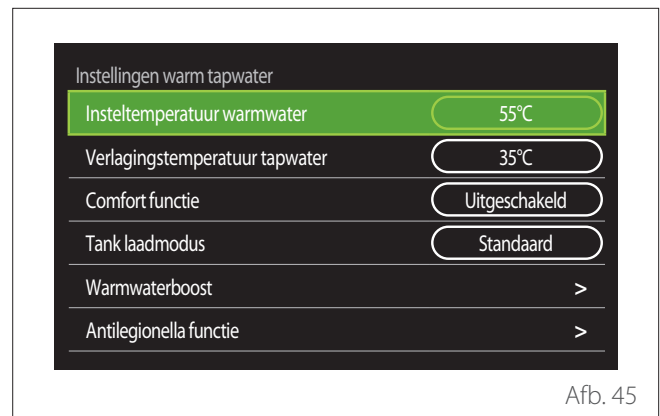 Instellingen warm tapwater
Insteltemperatuur warmwater 55°C
Verlagingstemperatuur tapwater 35°C
Comfort functie Uitgeschakeld
Tank laadmodus Standaard
Warmwaterboost >
Antilegionella functie >
Afb. 45